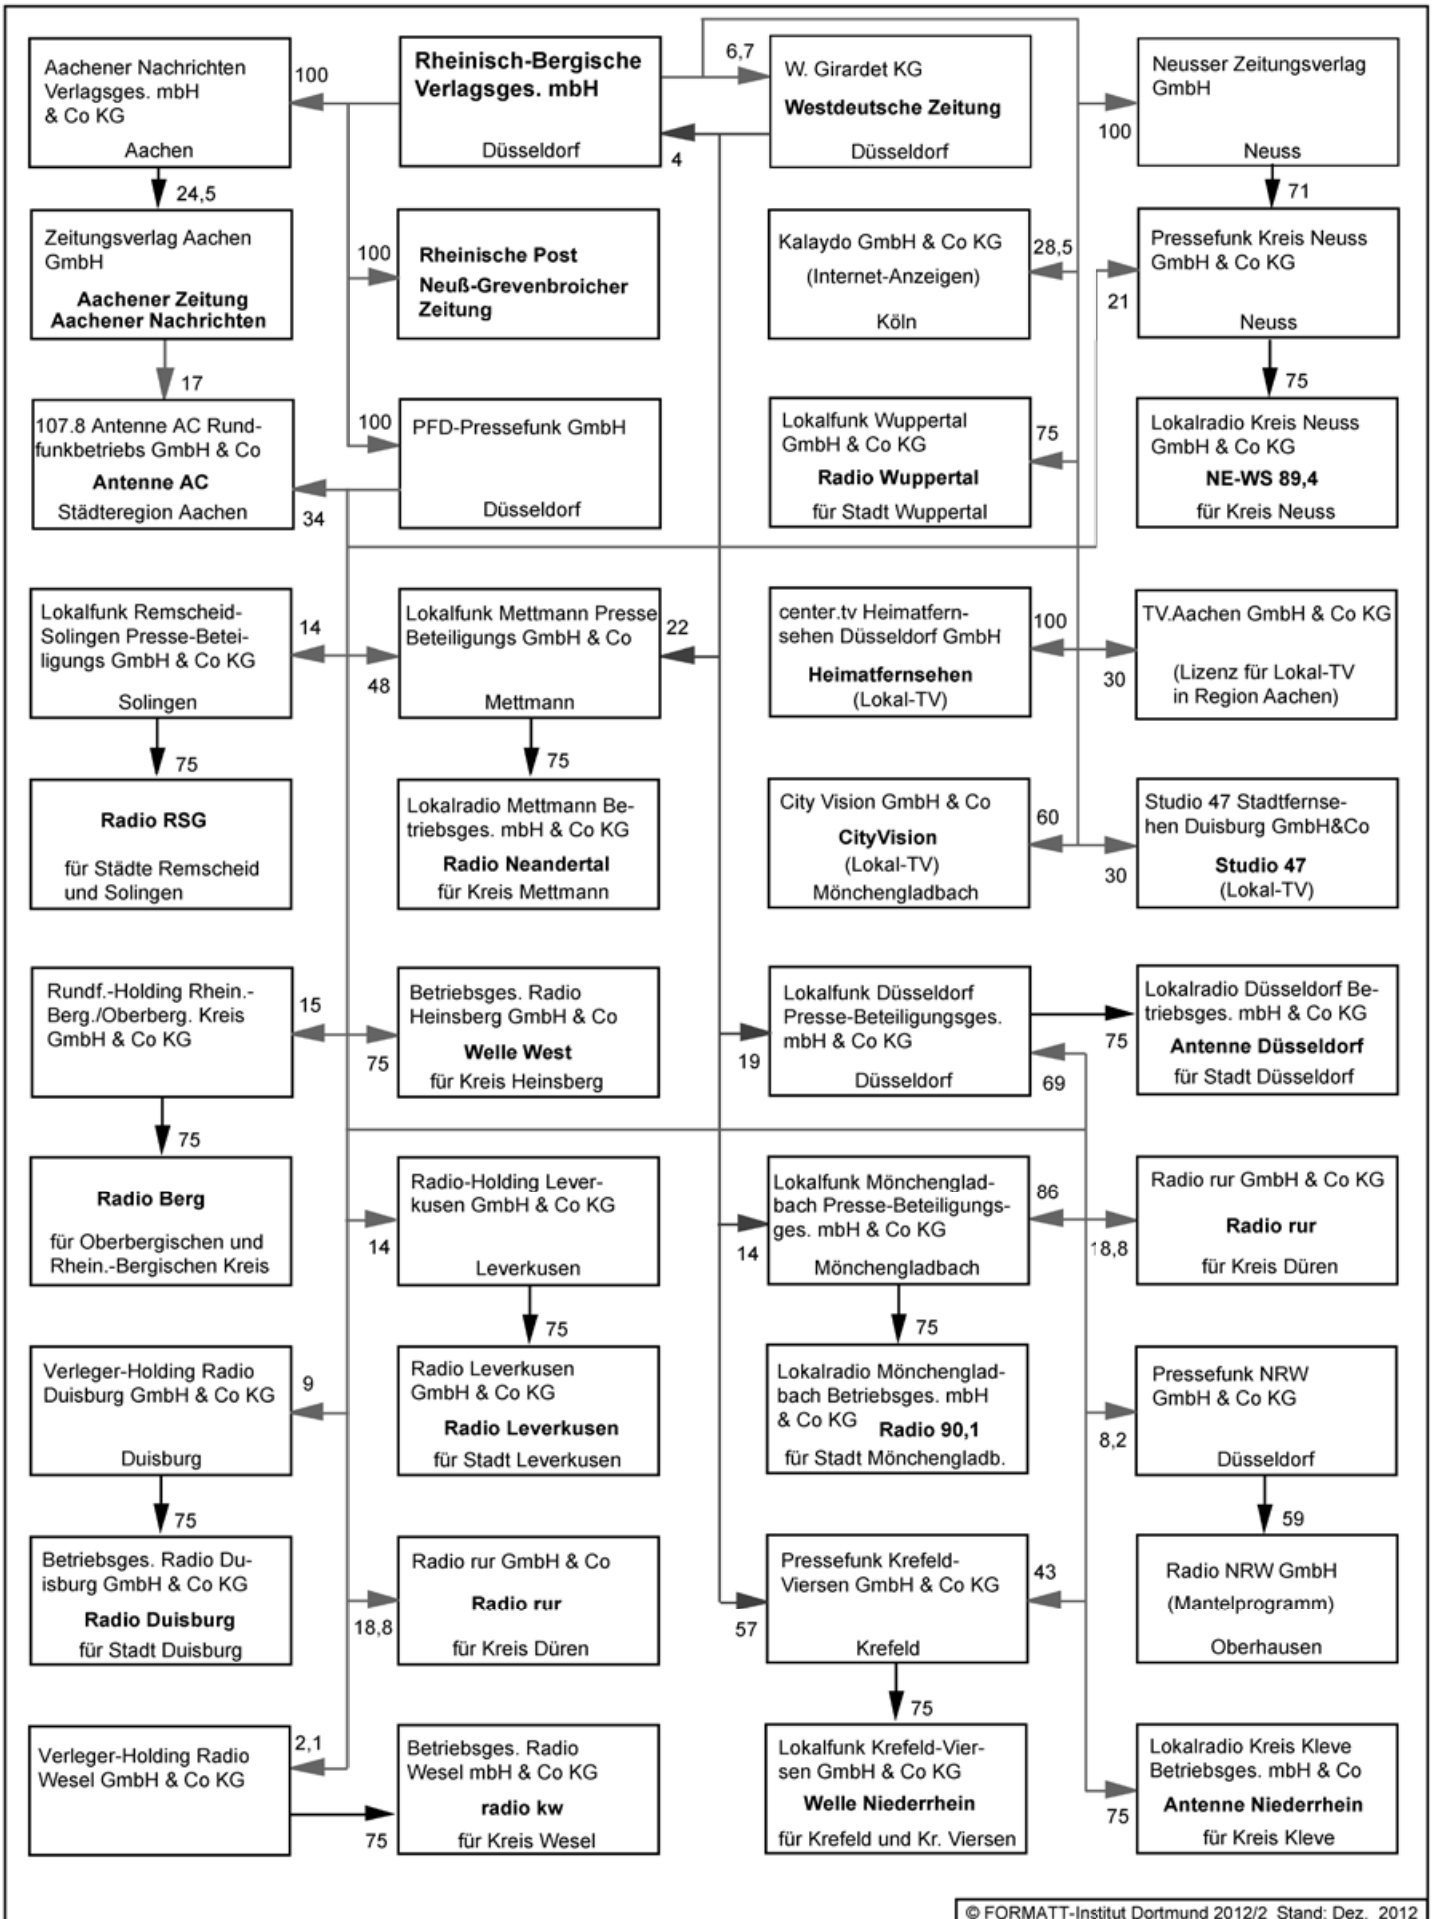 Aachener Nachrichten
Verlagsges. mbH
& Co KG
Aachen
100
Rheinisch-Bergische
Verlagsges. mbH
Düsseldorf
6,7
4
W. Girardet KG
Westdeutsche Zeitung
Düsseldorf
100
Neusser Zeitungsverlag
GmbH
Neuss
24,5
71
Zeitungsverlag Aachen
GmbH
Aachener Zeitung
Aachener Nachrichten
100
Rheinische Post
Neuß-Grevenbroicher
Zeitung
Kalaydo GmbH & Co KG
(Internet-Anzeigen)
Köln
28,5
21
Pressefunk Kreis Neuss
GmbH & Co KG
Neuss
17
75
107.8 Antenne AC Rund-
funkbetriebs GmbH & Co
Antenne AC
Städteregion Aachen
34
100
PFD-Pressefunk GmbH
Düsseldorf
Lokalfunk Wuppertal
GmbH & Co KG
Radio Wuppertal
für Stadt Wuppertal
75
Lokalradio Kreis Neuss
GmbH & Co KG
NE-WS 89,4
für Kreis Neuss
Lokalfunk Remscheid-
Solingen Presse-Betei-
ligungs GmbH & Co KG
Solingen
14
48
Lokalfunk Mettmann Presse
Beteiligungs GmbH & Co
Mettmann
22
center.tv Heimatfern-
sehen Düsseldorf GmbH
Heimatfernsehen
(Lokal-TV)
100
30
TV.Aachen GmbH & Co KG
(Lizenz für Lokal-TV
in Region Aachen)
75
75
Radio RSG
für Städte Remscheid
und Solingen
Lokalradio Mettmann Be-
triebsges. mbH & Co KG
Radio Neandertal
für Kreis Mettmann
City Vision GmbH & Co
CityVision
(Lokal-TV)
Mönchengladbach
60
30
Studio 47 Stadtfernse-
hen Duisburg GmbH&Co
Studio 47
(Lokal-TV)
Rundf.-Holding Rhein.-
Berg./Oberberg. Kreis
GmbH & Co KG
15
75
Betriebsges. Radio
Heinsberg GmbH & Co
Welle West
für Kreis Heinsberg
19
Lokalfunk Düsseldorf
Presse-Beteiligungsges.
mbH & Co KG
Düsseldorf
69
75
Lokalradio Düsseldorf Be-
triebsges. mbH & Co KG
Antenne Düsseldorf
für Stadt Düsseldorf
75
Radio Berg
für Oberbergischen und
Rhein.-Bergischen Kreis
14
Radio-Holding Lever-
kusen GmbH & Co KG
Leverkusen
14
Lokalfunk Mönchenglad-
bach Presse-Beteiligungs-
ges. mbH & Co KG
Mönchengladbach
86
18,8
Radio rur GmbH & Co KG
Radio rur
für Kreis Düren
75
75
Verleger-Holding Radio
Duisburg GmbH & Co KG
Duisburg
9
Radio Leverkusen
GmbH & Co KG
Radio Leverkusen
für Stadt Leverkusen
Lokalradio Mönchenglad-
bach Betriebsges. mbH
& Co KG Radio 90,1
für Stadt Mönchengladb.
8,2
Pressefunk NRW
GmbH & Co KG
Düsseldorf
75
59
Betriebsges. Radio Du-
isburg GmbH & Co KG
Radio Duisburg
für Stadt Duisburg
18,8
Radio rur GmbH & Co
Radio rur
für Kreis Düren
57
Pressefunk Krefeld-
Viersen GmbH & Co KG
Krefeld
43
Radio NRW GmbH
(Mantelprogramm)
Oberhausen
75
Verleger-Holding Radio
Wesel GmbH & Co KG
2,1
75
Betriebsges. Radio
Wesel mbH & Co KG
radio kw
für Kreis Wesel
Lokalfunk Krefeld-Vier-
sen GmbH & Co KG
Welle Niederrhein
für Krefeld und Kr. Viersen
75
Lokalradio Kreis Kleve
Betriebsges. mbH & Co
Antenne Niederrhein
für Kreis Kleve
© FORMATT-Institut Dortmund 2012/2 Stand: Dez. 2012